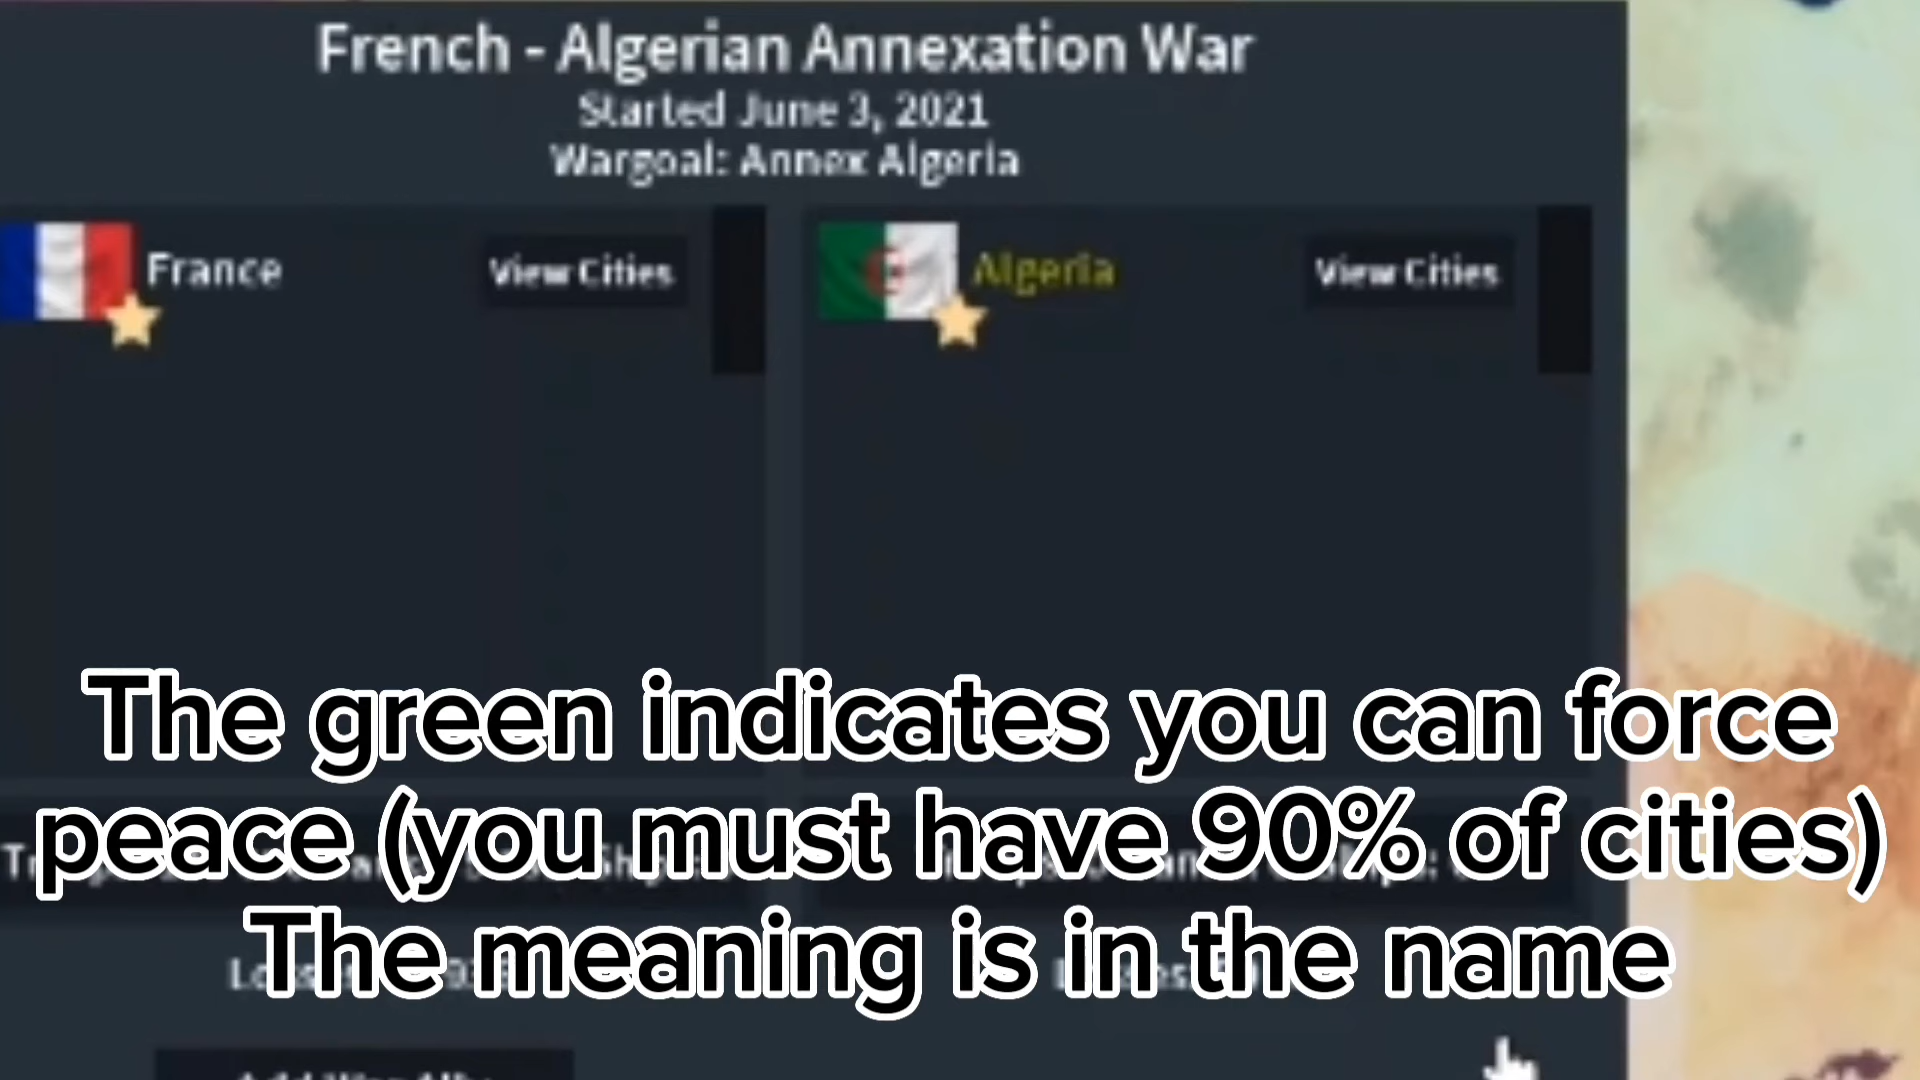 French - Algerian Annexation War
Started June 3, 2021
Wargoal: Annex Algeria
France
View Cities
Algeria
View Cities
The green indicates you can force
peace (you must have 90% of cities)
The meaning is in the name